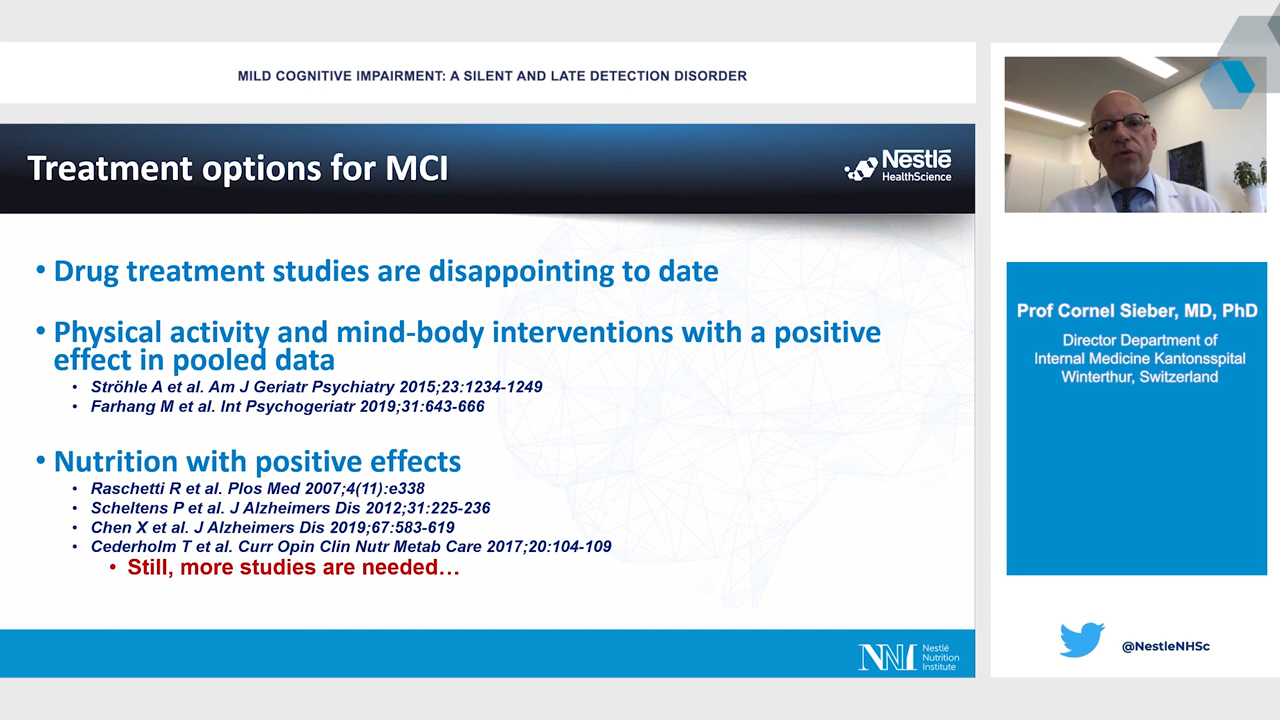 MILD COGNITIVE IMPAIRMENT: A SILENT AND LATE DETECTION DISORDER
Treatment options for MCI
Nestlé
HealthScience
• Drug treatment studies are disappointing to date
• Physical activity and mind-body interventions with a positive
effect in pooled data
• Ströhle A et al. Am J Geriatr Psychiatry 2015;23:1234-1249
• Farhang M et al. Int Psychogeriatr 2019;31:643-666
• Nutrition with positive effects
• Raschetti R et al. Plos Med 2007;4(11):e338
• Scheltens P et al. J Alzheimers Dis 2012;31:225-236
• Chen X et al. J Alzheimers Dis 2019;67:583-619
• Cederholm T et al. Curr Opin Clin Nutr Metab Care 2017;20:104-109
• Still, more studies are needed…
NNI
Nestlé
Nutrition
Institute
Prof Cornel Sieber, MD, PhD
Director Department of
Internal Medicine Kantonsspital
Winterthur, Switzerland
@NestleNHSc